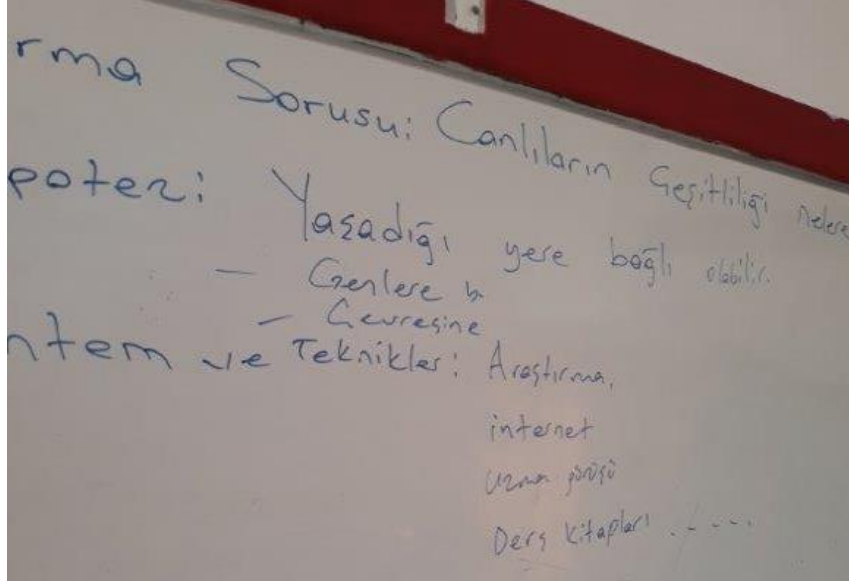 rma Sorusu: Canlıların Çeşitliliği nelere
potez: Yaşadığı yere bağlı olabilir.
- Genlere b
- Çevresine
ntem ve Teknikler: Araştırma,
internet
uzman görüşü
Ders kitapları .....